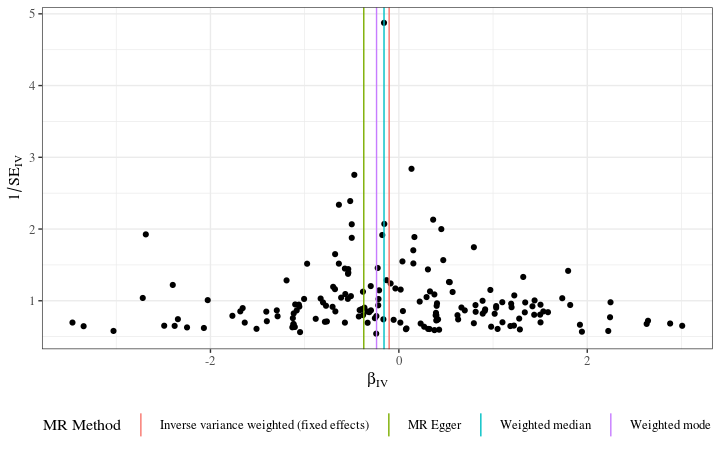 5
4
3
2
1
1/SE_IV
-2
0
2
β_IV
MR Method Inverse variance weighted (fixed effects) MR Egger Weighted median Weighted mode